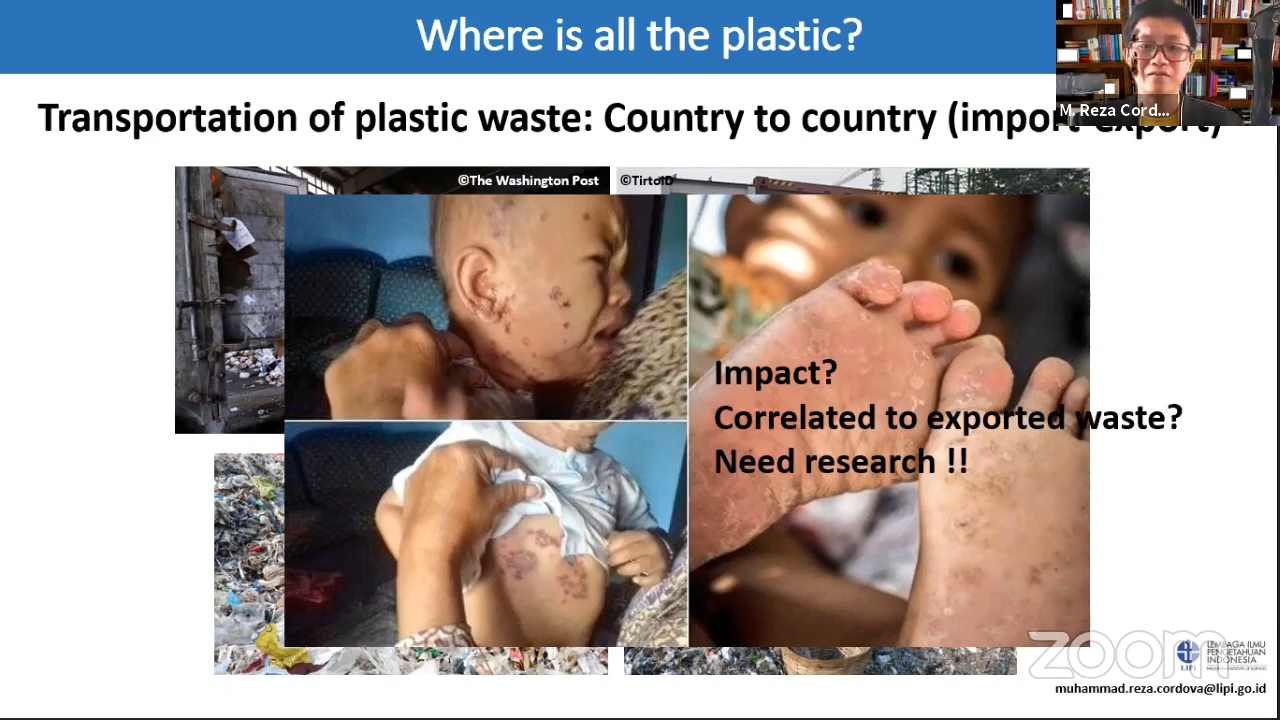 Where is all the plastic?
M. Reza Cord...
Transportation of plastic waste: Country to country (import-export)
©The Washington Post
©TirtoID
Impact?
Correlated to exported waste?
Need research !!
zoom
LIPI
LEMBAGA ILMU
PENGETAHUAN
INDONESIA
muhammad.reza.cordova@lipi.go.id